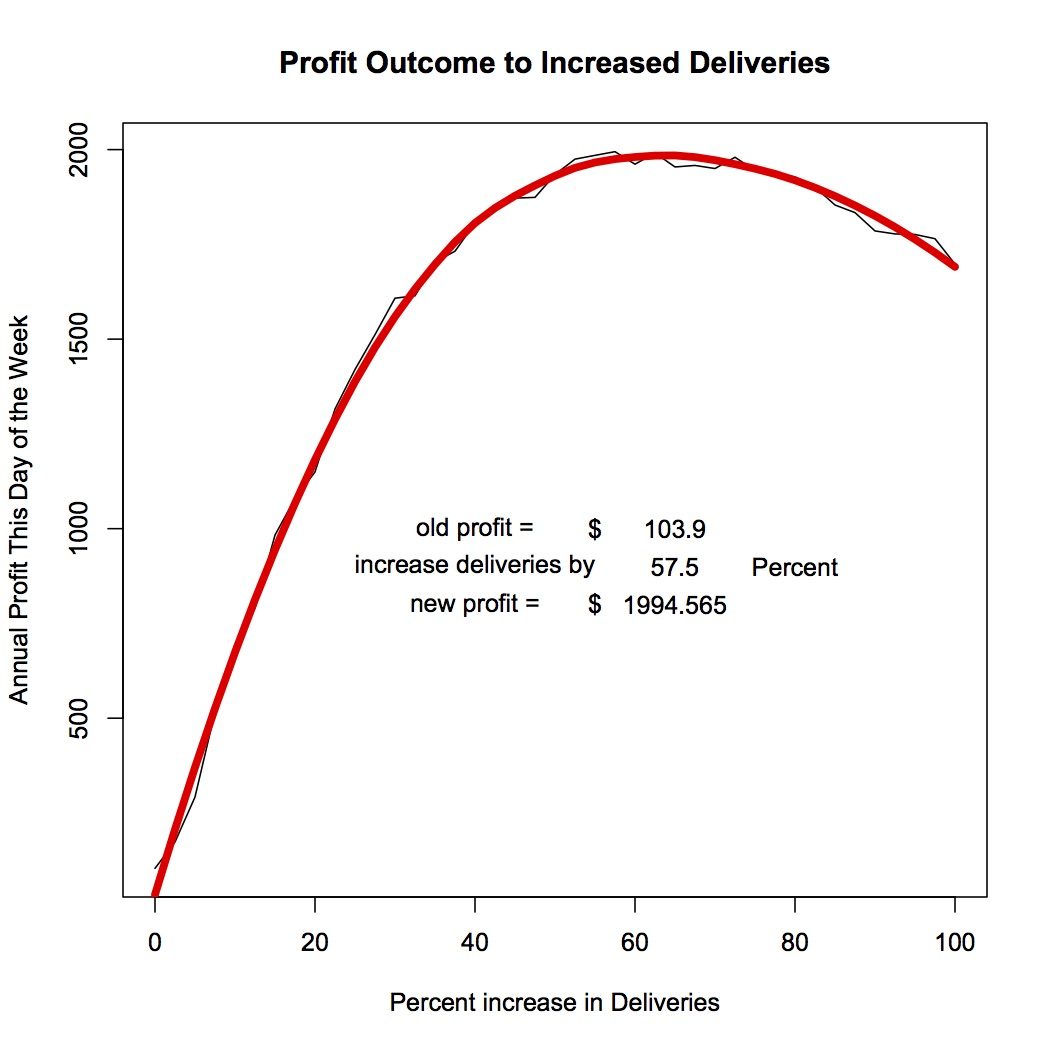 Profit Outcome to Increased Deliveries
Annual Profit This Day of the Week
2000
1500
1000
500
old profit = $ 103.9
increase deliveries by 57.5 Percent
new profit = $ 1994.565
0 20 40 60 80 100
Percent increase in Deliveries